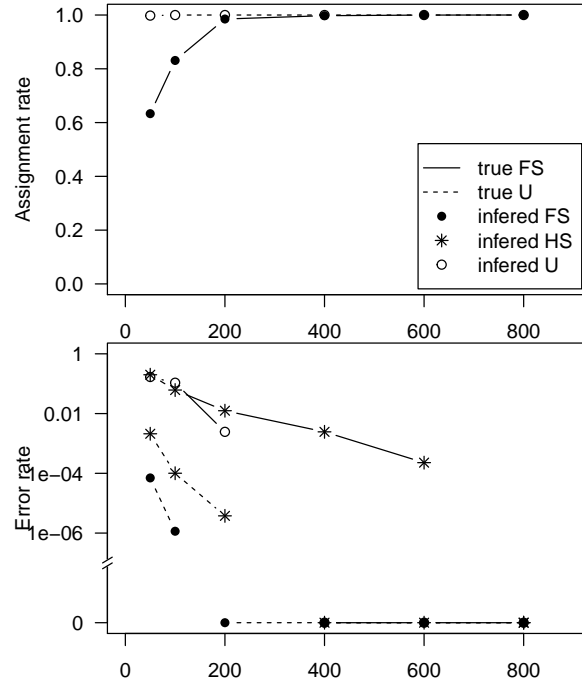 Assignment rate
1.0
0.8
0.6
0.4
0.2
0.0
true FS
true U
infered FS
infered HS
infered U
0 200 400 600 800
Error rate
1
0.01
1e−04
1e−06
0
0 200 400 600 800